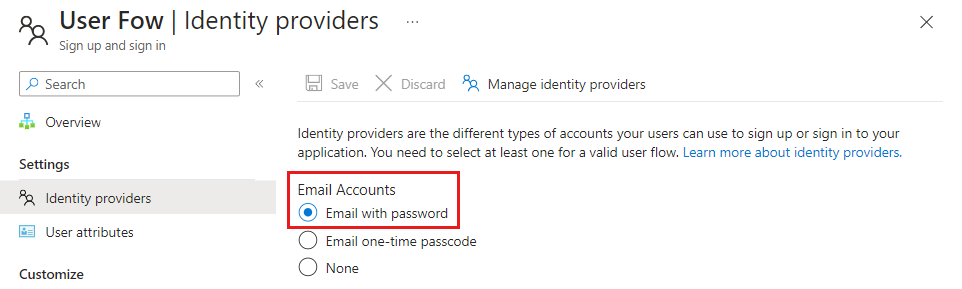 User Fow | Identity providers ...
Sign up and sign in
Search
Overview
Settings
Identity providers
User attributes
Customize
Save Discard Manage identity providers
Identity providers are the different types of accounts your users can use to sign up or sign in to your
application. You need to select at least one for a valid user flow. Learn more about identity providers.
Email Accounts
Email with password
Email one-time passcode
None